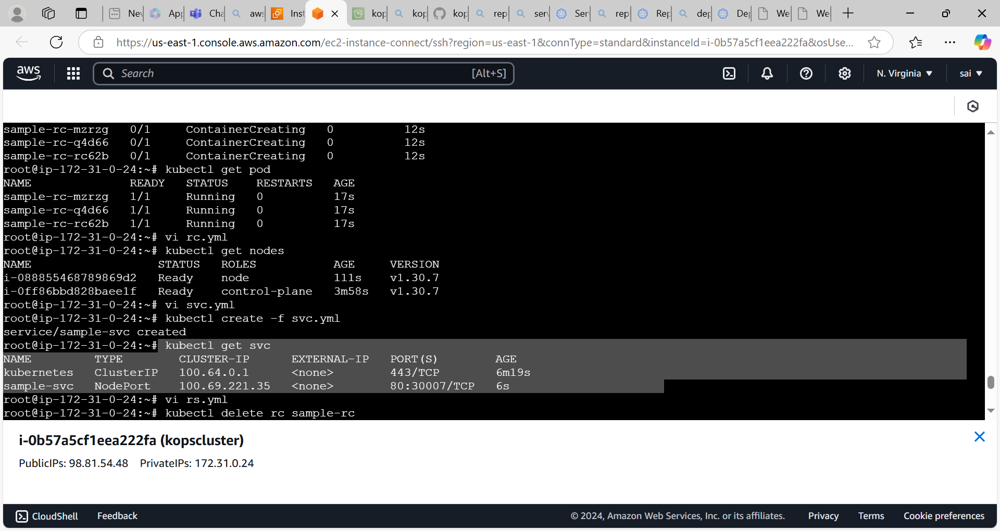 Nev
App
Cha
aws
Inst
kop
kop
kop
rep
serv
Ser
rep
Rep
dep
Dep
We
We
https://us-east-1.console.aws.amazon.com/ec2-instance-connect/ssh?region=us-east-1&connType=standard&instanceId=i-0b57a5cf1eea222fa&osUse...
aws
Search
[Alt+S]
N. Virginia
sai
sample-rc-mzrzg 0/1 ContainerCreating 0 12s
sample-rc-q4d66 0/1 ContainerCreating 0 12s
sample-rc-rc62b 0/1 ContainerCreating 0 12s
root@ip-172-31-0-24:~# kubectl get pod
NAME READY STATUS RESTARTS AGE
sample-rc-mzrzg 1/1 Running 0 17s
sample-rc-q4d66 1/1 Running 0 17s
sample-rc-rc62b 1/1 Running 0 17s
root@ip-172-31-0-24:~# vi rc.yml
root@ip-172-31-0-24:~# kubectl get nodes
NAME STATUS ROLES AGE VERSION
i-088855468789869d2 Ready node 111s v1.30.7
i-0ff86bbd828baee1f Ready control-plane 3m58s v1.30.7
root@ip-172-31-0-24:~# vi svc.yml
root@ip-172-31-0-24:~# kubectl create -f svc.yml
service/sample-svc created
root@ip-172-31-0-24:~# kubectl get svc
NAME TYPE CLUSTER-IP EXTERNAL-IP PORT(S) AGE
kubernetes ClusterIP 100.64.0.1 <none> 443/TCP 6m19s
sample-svc NodePort 100.69.221.35 <none> 80:30007/TCP 6s
root@ip-172-31-0-24:~# vi rs.yml
root@ip-172-31-0-24:~# kubectl delete rc sample-rc
i-0b57a5cf1eea222fa (kopscluster)
PublicIPs: 98.81.54.48 PrivateIPs: 172.31.0.24
CloudShell
Feedback
© 2024, Amazon Web Services, Inc. or its affiliates.
Privacy
Terms
Cookie preferences